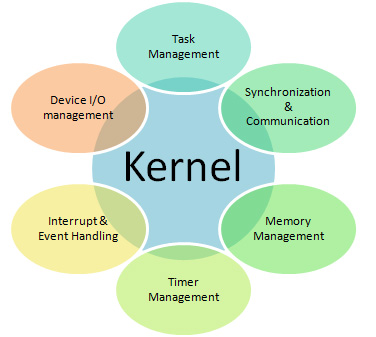 Task
Management
Device I/O
management
Synchronization
&
Communication
Kernel
Interrupt &
Event Handling
Memory
Management
Timer
Management